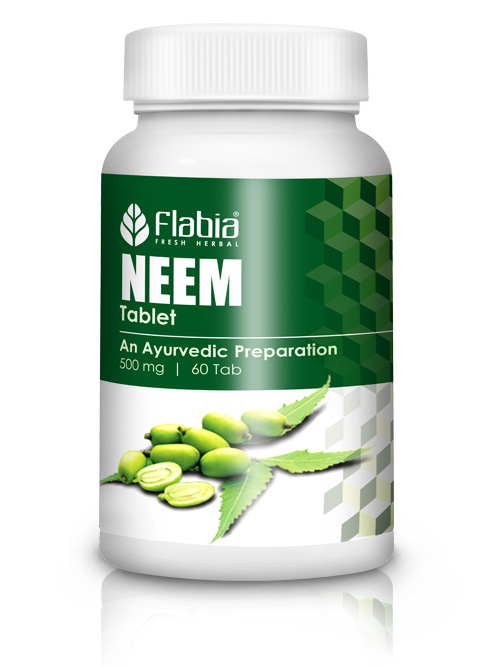 Flabia®
FRESH HERBAL
NEEM
Tablet
An Ayurvedic Preparation
500 mg | 60 Tab